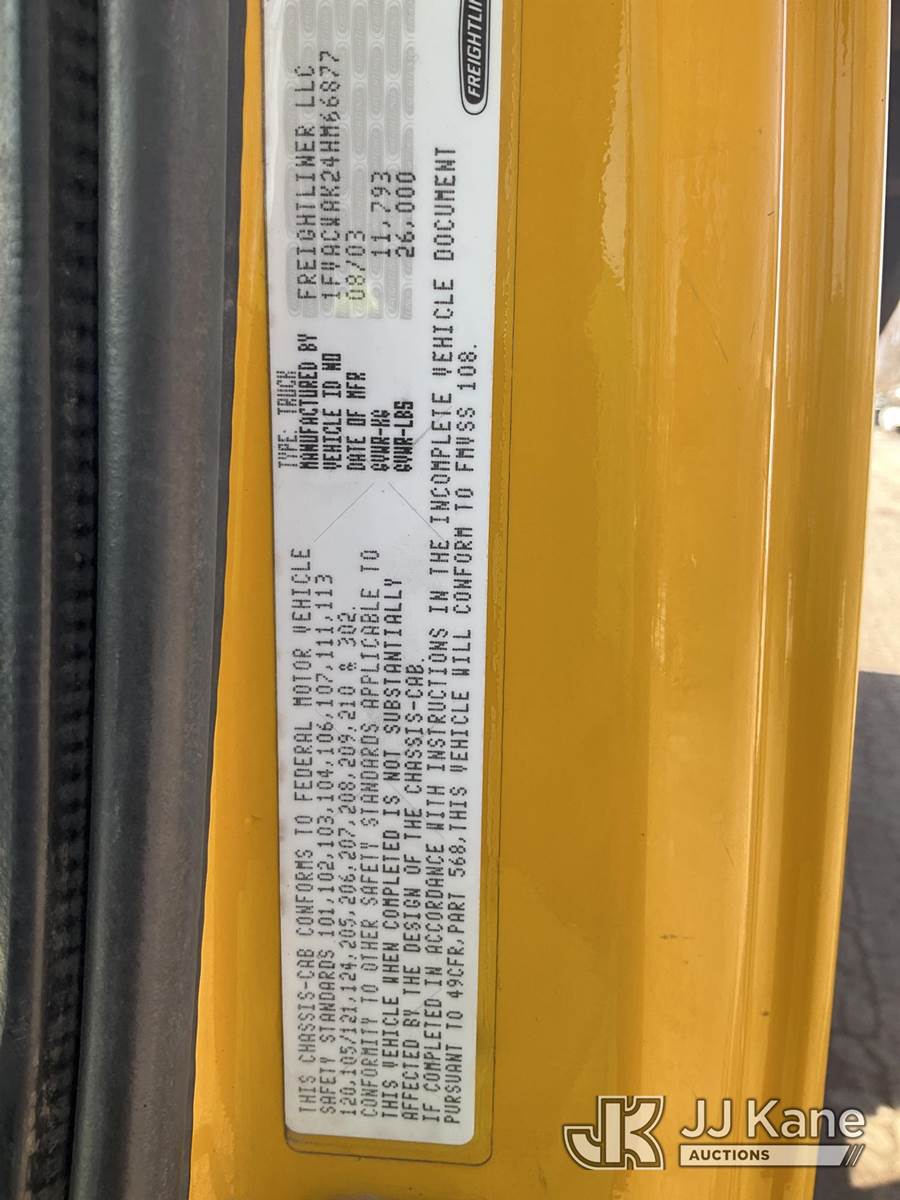 THIS CHASSIS-CAB CONFORMS TO FEDERAL MOTOR VEHICLE
SAFETY STANDARDS 101,102,103,104,106,107,111,113
120,105/121,124,205,206,207,208,209,210 & 302.
CONFORMITY TO OTHER SAFETY STANDARDS APPLICABLE TO
THIS VEHICLE WHEN COMPLETED IS NOT SUBSTANTIALLY
AFFECTED BY THE DESIGN OF THE CHASSIS-CAB.
IF COMPLETED IN ACCORDANCE WITH INSTRUCTIONS IN THE INCOMPLETE VEHICLE DOCUMENT
PURSUANT TO 49CFR,PART 568,THIS VEHICLE WILL CONFORM TO FMVSS 108.
TYPE: TRUCK
MANUFACTURED BY FREIGHTLINER LLC
VEHICLE ID NO 1FVACWAK24HM66877
DATE OF MFR 08/03
GVWR-KG 11,793
GVWR-LBS 26,000
JK JJ Kane
AUCTIONS